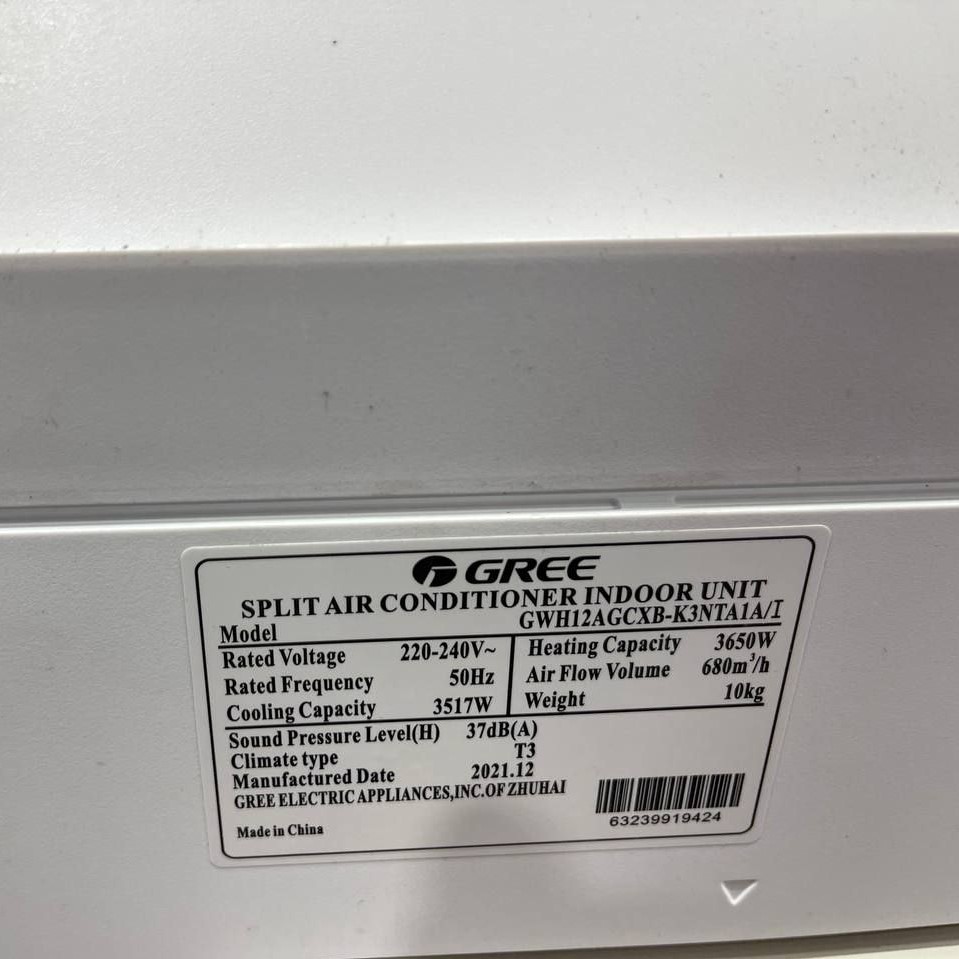 GREE
SPLIT AIR CONDITIONER INDOOR UNIT
Model GWH12AGCXB-K3NTA1A/I
Rated Voltage 220-240V~
Rated Frequency 50Hz
Cooling Capacity 3517W
Heating Capacity 3650W
Air Flow Volume 680m³/h
Weight 10kg
Sound Pressure Level(H) 37dB(A)
Climate type T3
Manufactured Date 2021.12
GREE ELECTRIC APPLIANCES,INC.OF ZHUHAI
Made in China
63239919424